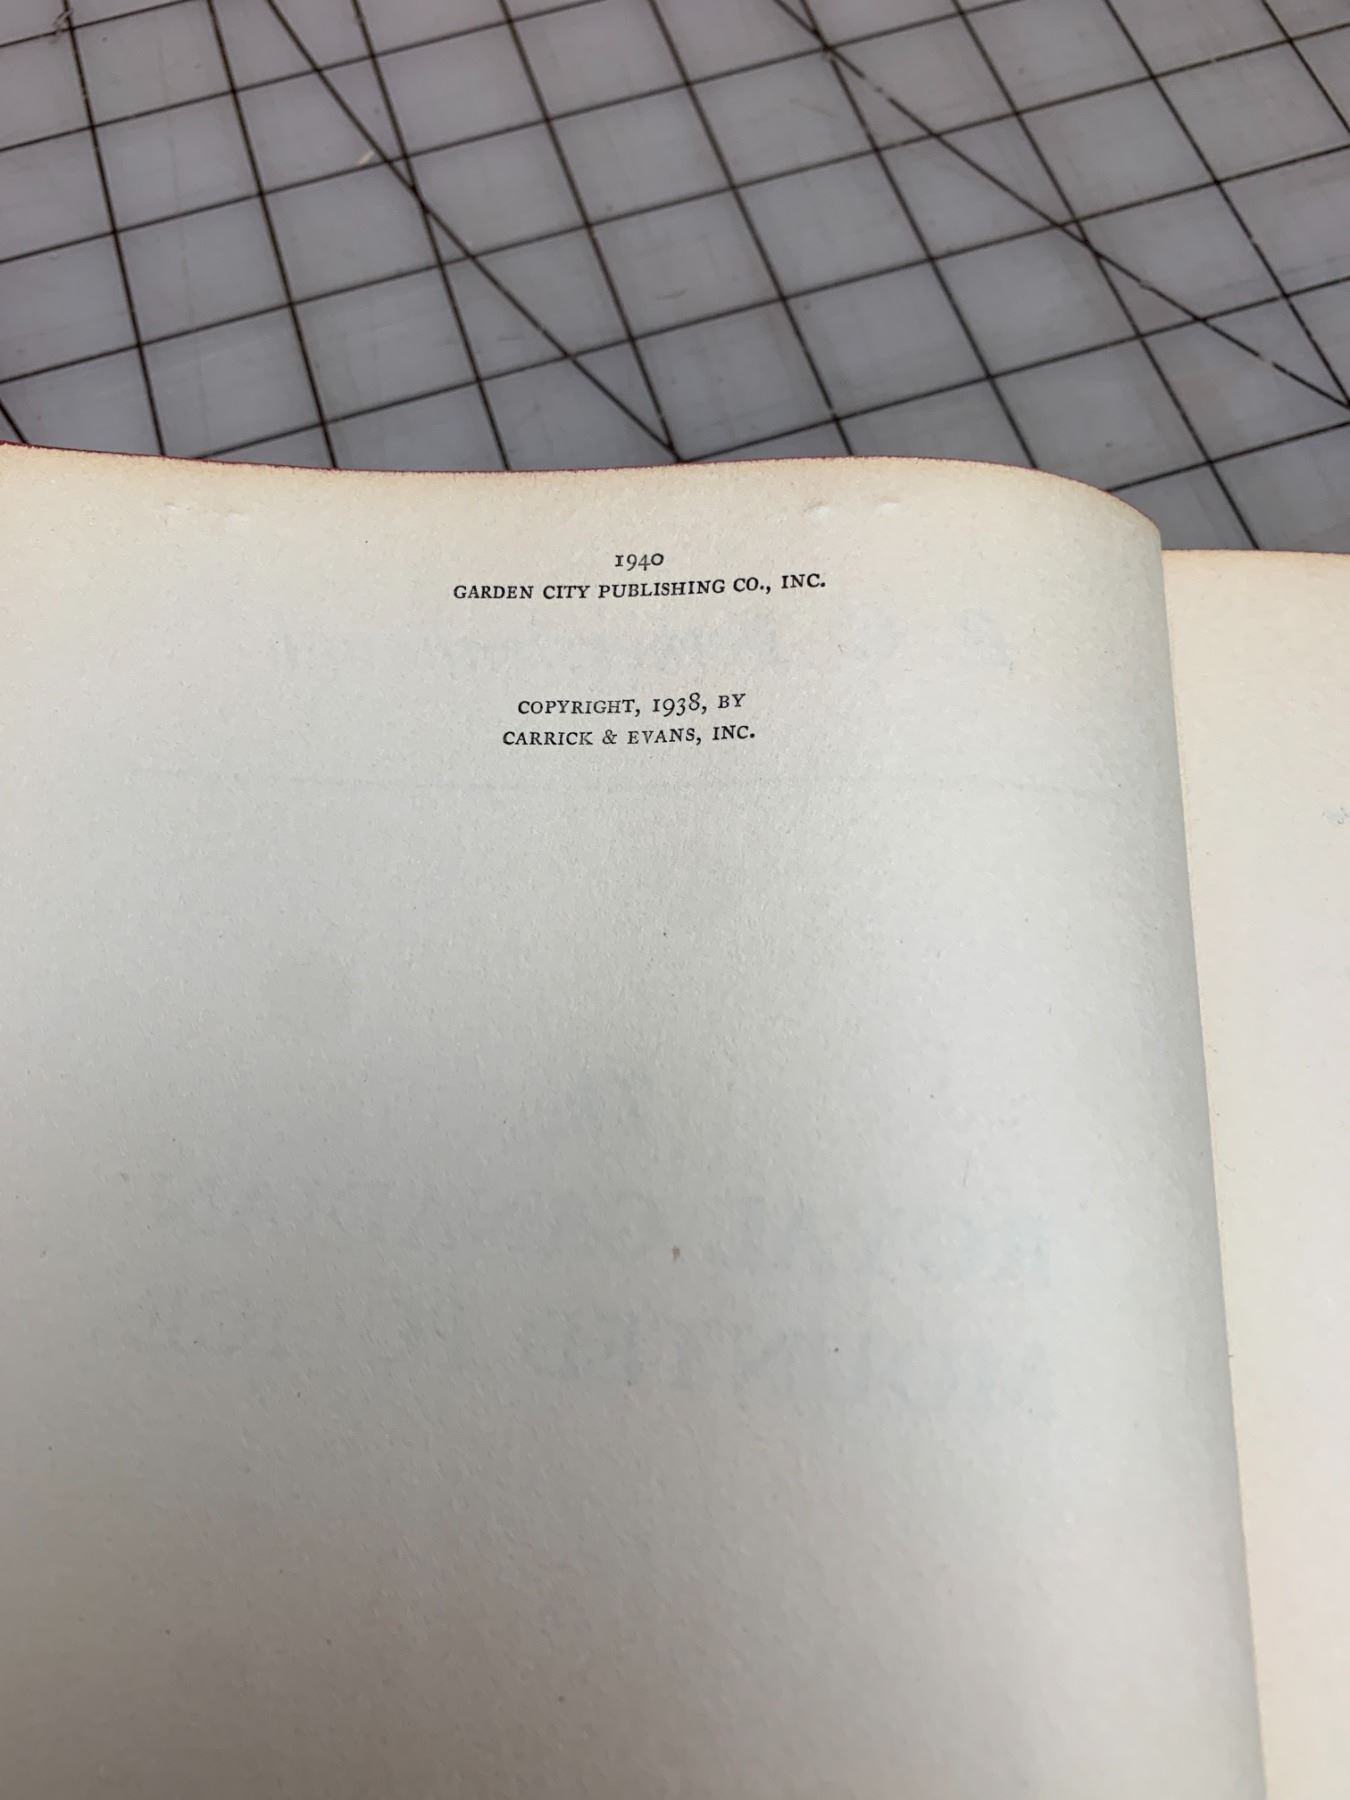 1940
GARDEN CITY PUBLISHING CO., INC.
COPYRIGHT, 1938, BY
CARRICK & EVANS, INC.